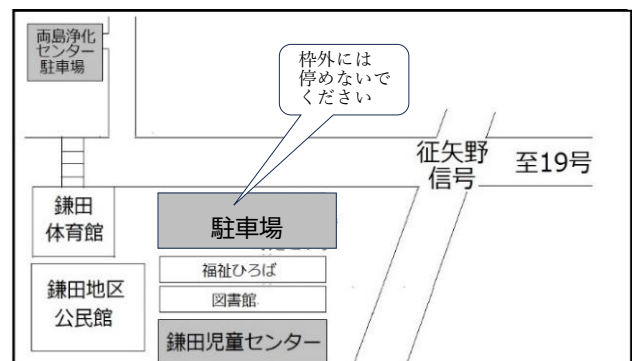 両島浄化
センター
駐車場
枠外には
停めないで
ください
征矢野
信号
至19号
鎌田
体育館
駐車場
福祉ひろば
図書館
鎌田地区
公民館
鎌田児童センター